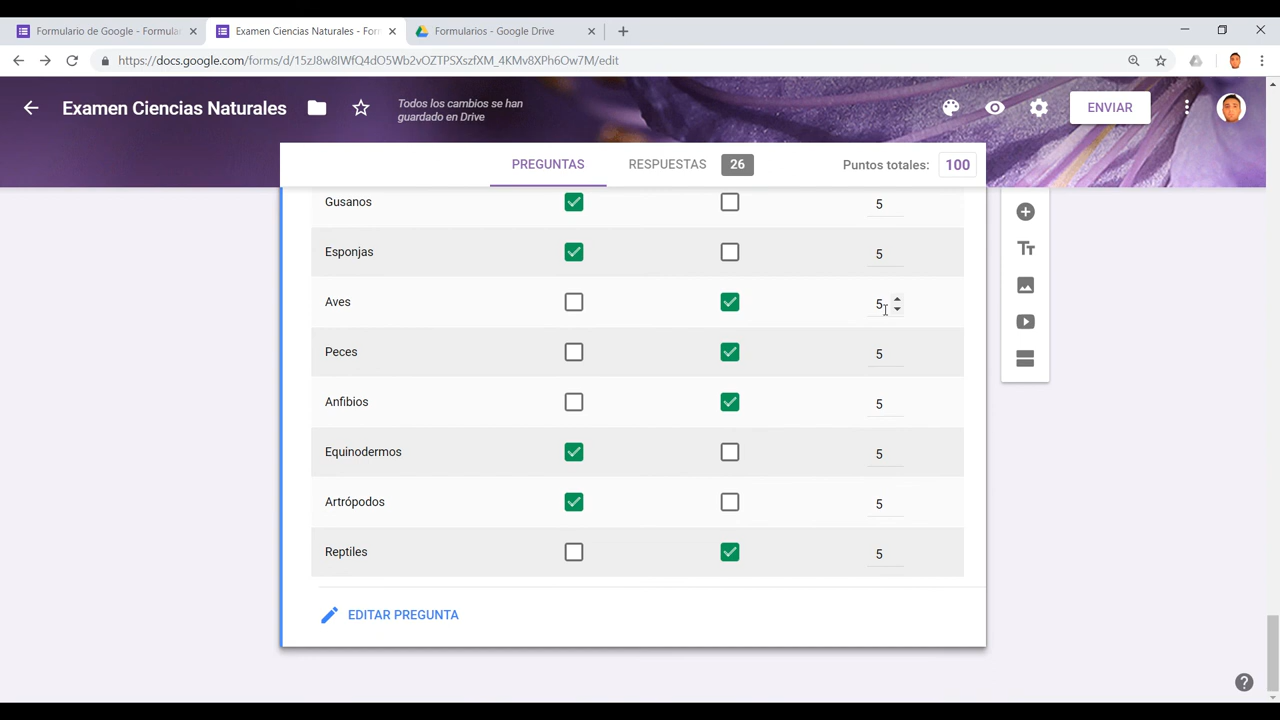 Formulario de Google - Formular
Examen Ciencias Naturales - For
Formularios - Google Drive
https://docs.google.com/forms/d/15zJ8w8IWfQ4dO5Wb2vOZTPSXszfXM_4KMv8XPh6Ow7M/edit
Examen Ciencias Naturales
Todos los cambios se han
guardado en Drive
ENVIAR
PREGUNTAS
RESPUESTAS 26
Puntos totales: 100
Gusanos 5
Esponjas 5
Aves 5
Peces 5
Anfibios 5
Equinodermos 5
Artrópodos 5
Reptiles 5
EDITAR PREGUNTA